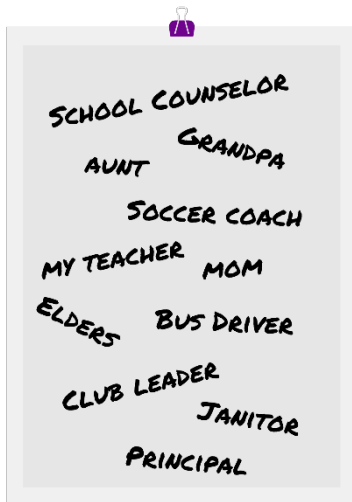 School Counselor
Grandpa
Aunt
Soccer coach
My teacher
Mom
Elders
Bus Driver
Club leader
Janitor
Principal